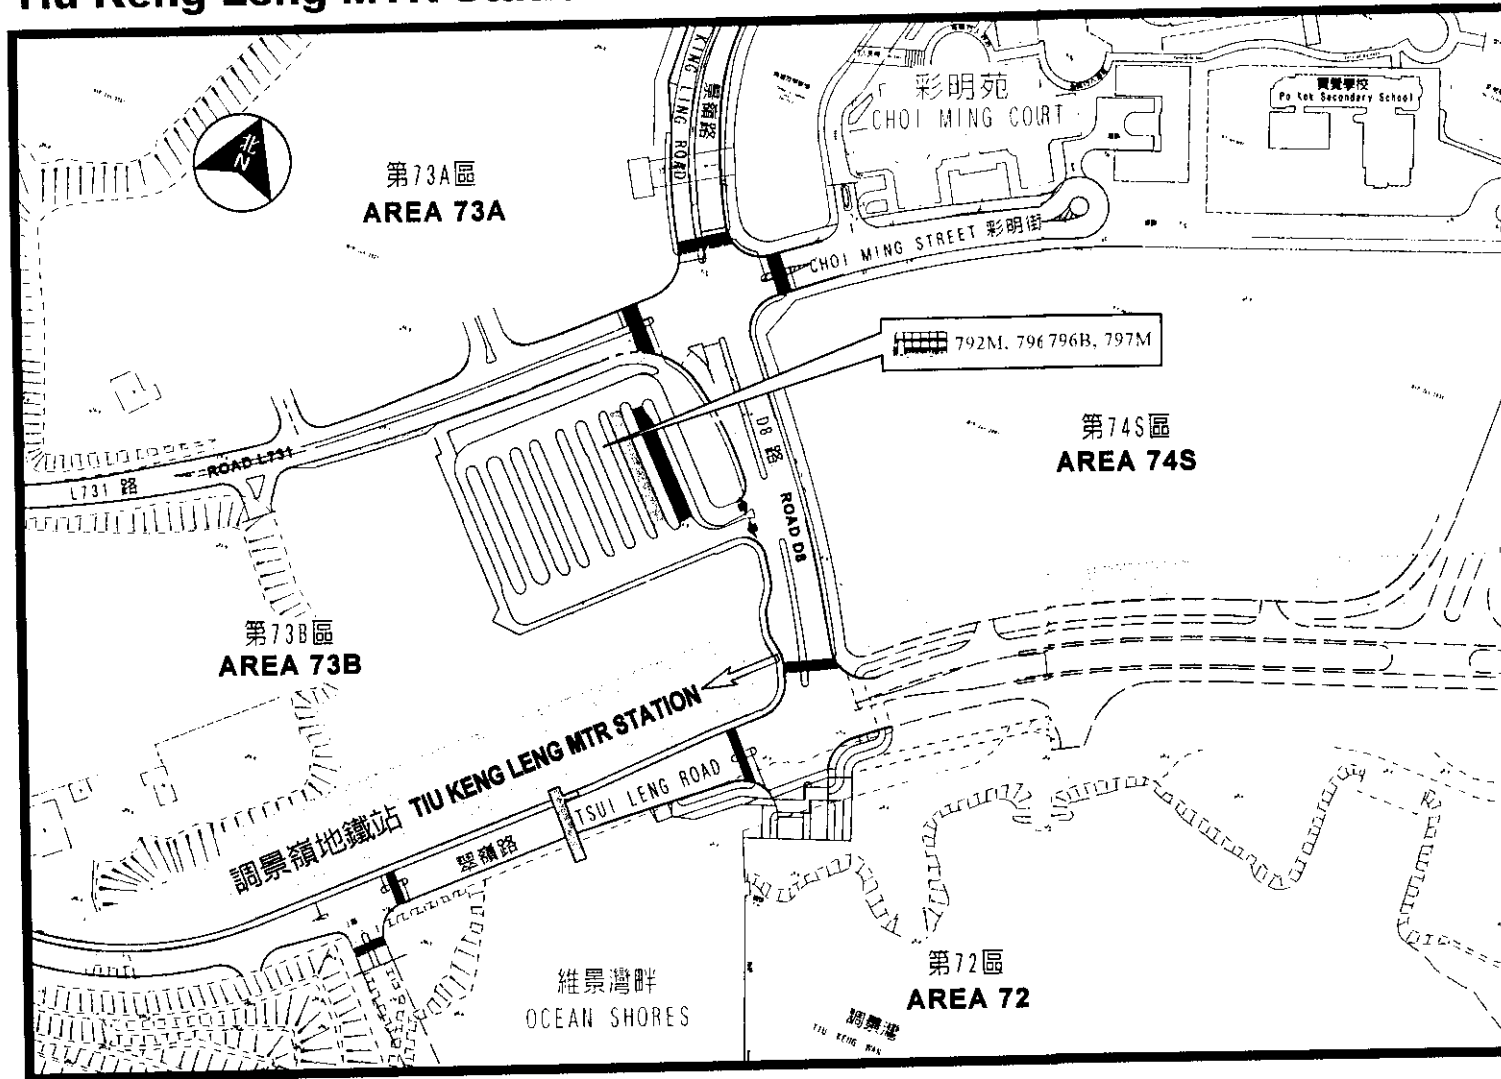 Tiu Keng Leng MTR Station
KING LING ROAD
景嶺路
彩明苑
CHOI MING COURT
寶覺學校
Po Kok Secondary School
北
N
第73A區
AREA 73A
CHOI MING STREET 彩明街
792M, 796 796B, 797M
D8 路
ROAD D8
第74S區
AREA 74S
ROAD L731
L731 路
第73B區
AREA 73B
調景嶺地鐵站 TIU KENG LENG MTR STATION
TSUI LENG ROAD
翠嶺路
維景灣畔
OCEAN SHORES
第72區
AREA 72
調景灣
TIU KENG WAN